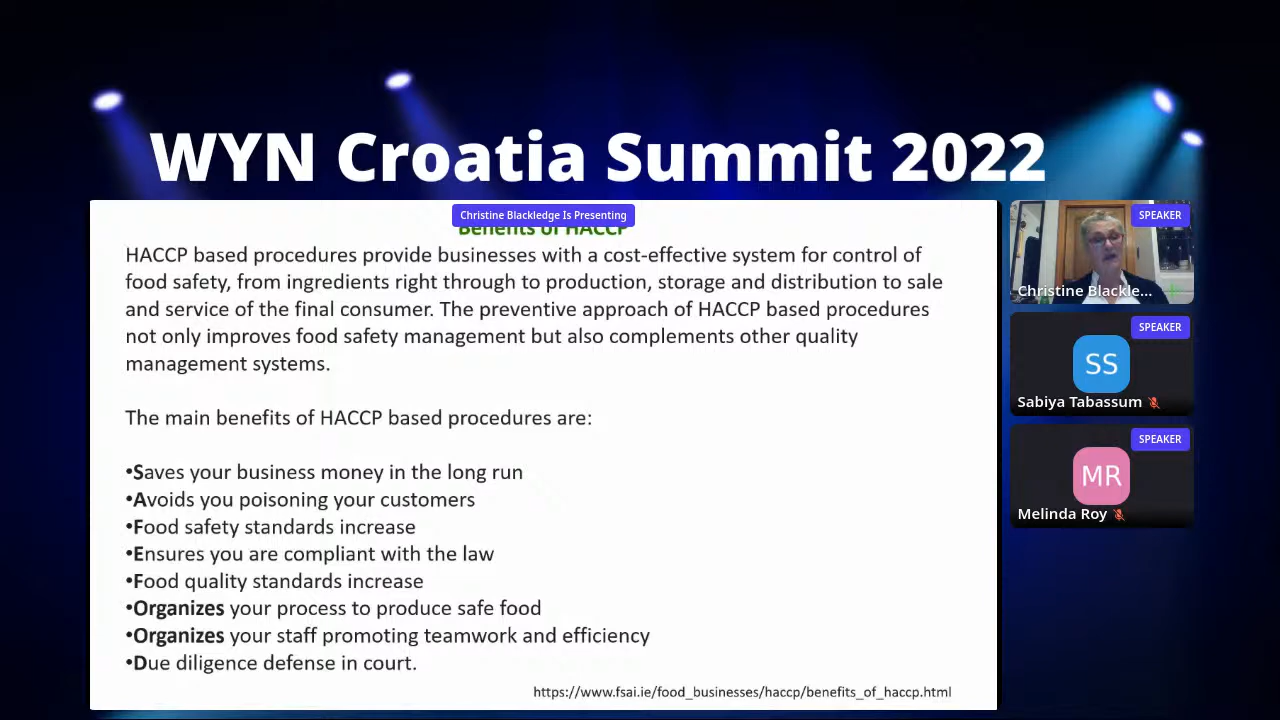 WYN Croatia Summit 2022
Christine Blackledge Is Presenting
Benefits of HACCP
HACCP based procedures provide businesses with a cost-effective system for control of
food safety, from ingredients right through to production, storage and distribution to sale
and service of the final consumer. The preventive approach of HACCP based procedures
not only improves food safety management but also complements other quality
management systems.
The main benefits of HACCP based procedures are:
•Saves your business money in the long run
•Avoids you poisoning your customers
•Food safety standards increase
•Ensures you are compliant with the law
•Food quality standards increase
•Organizes your process to produce safe food
•Organizes your staff promoting teamwork and efficiency
•Due diligence defense in court.
https://www.fsai.ie/food_businesses/haccp/benefits_of_haccp.html
SPEAKER
Christine Blackle...
SPEAKER
SS
Sabiya Tabassum
SPEAKER
MR
Melinda Roy